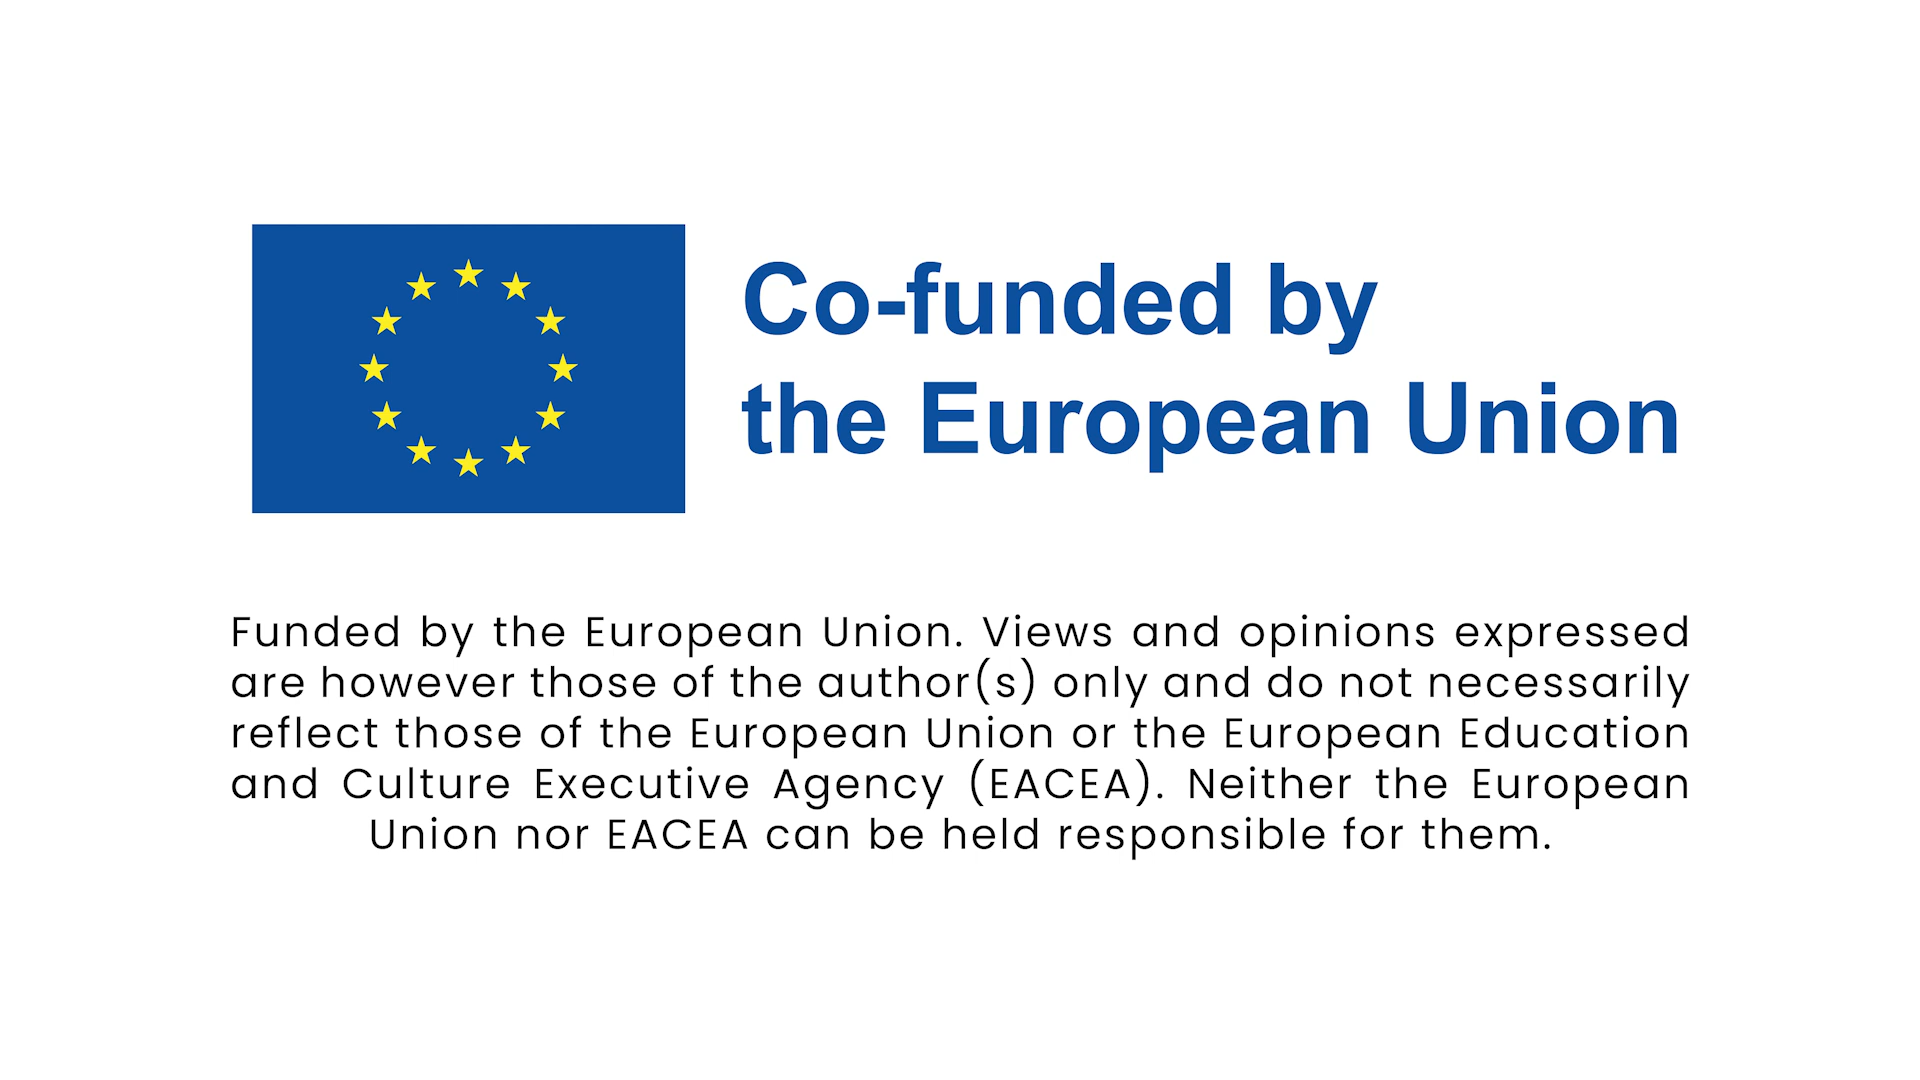 Co-funded by
the European Union
Funded by the European Union. Views and opinions expressed
are however those of the author(s) only and do not necessarily
reflect those of the European Union or the European Education
and Culture Executive Agency (EACEA). Neither the European
Union nor EACEA can be held responsible for them.